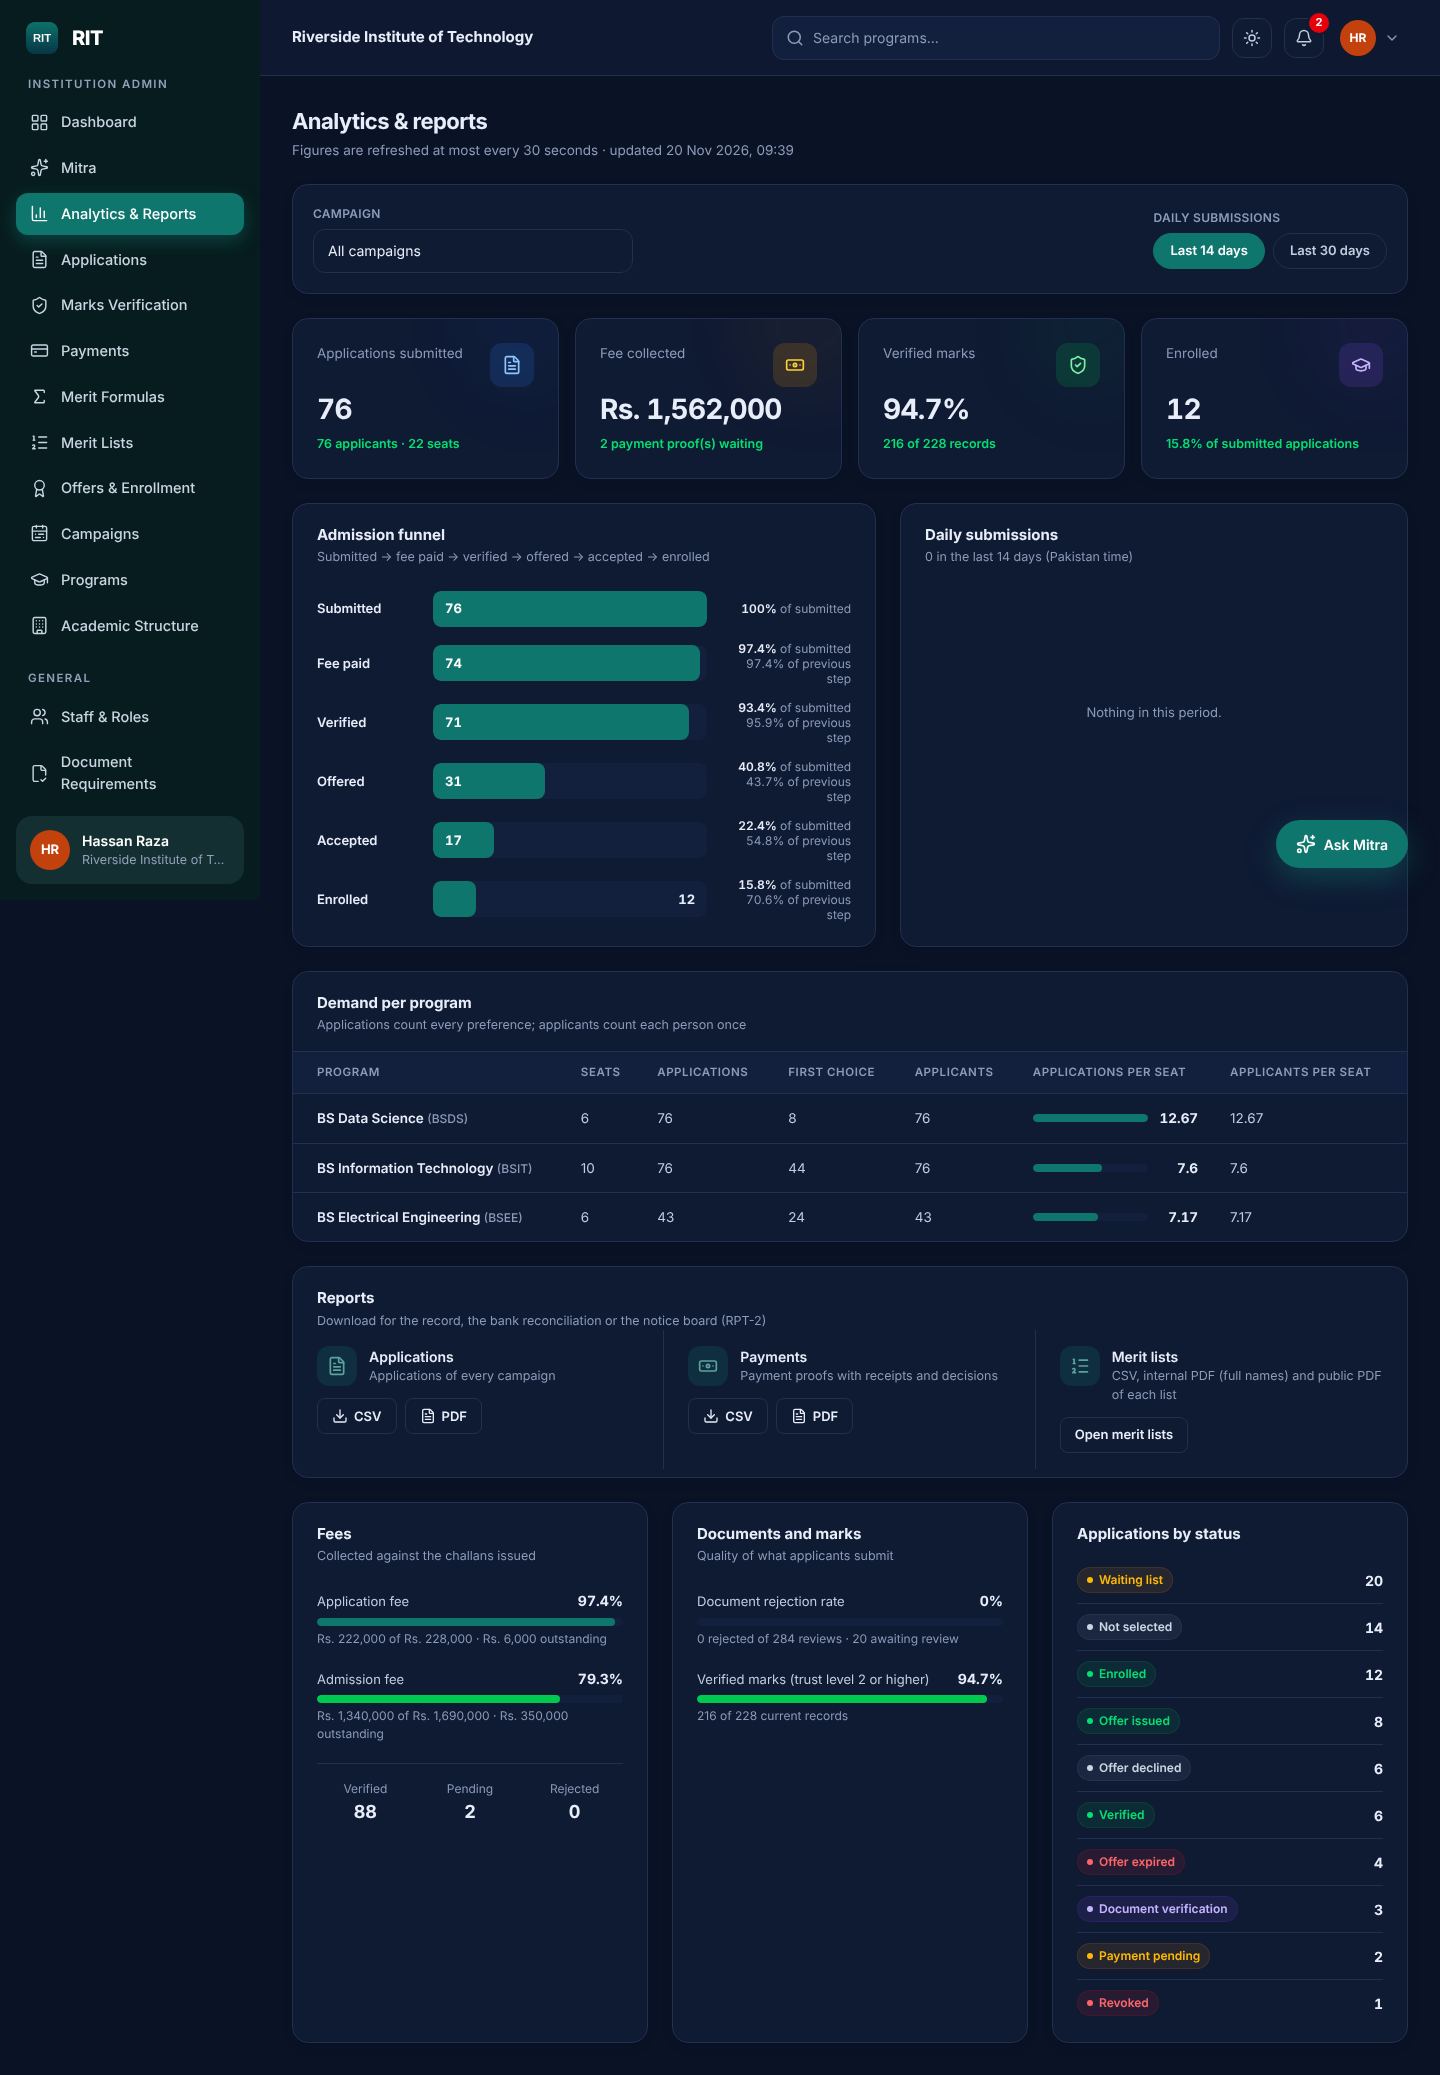 RIT
RIT
INSTITUTION ADMIN
Dashboard
Mitra
Analytics & Reports
Applications
Marks Verification
Payments
Merit Formulas
Merit Lists
Offers & Enrollment
Campaigns
Programs
Academic Structure
GENERAL
Staff & Roles
Document
Requirements
HR
Hassan Raza
Riverside Institute of T...
Riverside Institute of Technology
Search programs...
2
HR
Analytics & reports
Figures are refreshed at most every 30 seconds · updated 20 Nov 2026, 09:39
CAMPAIGN
All campaigns
DAILY SUBMISSIONS
Last 14 days
Last 30 days
Applications submitted
76
76 applicants · 22 seats
Fee collected
Rs. 1,562,000
2 payment proof(s) waiting
Verified marks
94.7%
216 of 228 records
Enrolled
12
15.8% of submitted applications
Admission funnel
Submitted → fee paid → verified → offered → accepted → enrolled
Submitted
76
100% of submitted
Fee paid
74
97.4% of submitted
97.4% of previous
step
Verified
71
93.4% of submitted
95.9% of previous
step
Offered
31
40.8% of submitted
43.7% of previous
step
Accepted
17
22.4% of submitted
54.8% of previous
step
Enrolled
12
15.8% of submitted
70.6% of previous
step
Daily submissions
0 in the last 14 days (Pakistan time)
Nothing in this period.
Ask Mitra
Demand per program
Applications count every preference; applicants count each person once
PROGRAM SEATS APPLICATIONS FIRST CHOICE APPLICANTS APPLICATIONS PER SEAT APPLICANTS PER SEAT
BS Data Science (BSDS) 6 76 8 76 12.67 12.67
BS Information Technology (BSIT) 10 76 44 76 7.6 7.6
BS Electrical Engineering (BSEE) 6 43 24 43 7.17 7.17
Reports
Download for the record, the bank reconciliation or the notice board (RPT-2)
Applications
Applications of every campaign
CSV
PDF
Payments
Payment proofs with receipts and decisions
CSV
PDF
Merit lists
CSV, internal PDF (full names) and public PDF
of each list
Open merit lists
Fees
Collected against the challans issued
Application fee 97.4%
Rs. 222,000 of Rs. 228,000 · Rs. 6,000 outstanding
Admission fee 79.3%
Rs. 1,340,000 of Rs. 1,690,000 · Rs. 350,000
outstanding
Verified Pending Rejected
88 2 0
Documents and marks
Quality of what applicants submit
Document rejection rate 0%
0 rejected of 284 reviews · 20 awaiting review
Verified marks (trust level 2 or higher) 94.7%
216 of 228 current records
Applications by status
Waiting list 20
Not selected 14
Enrolled 12
Offer issued 8
Offer declined 6
Verified 6
Offer expired 4
Document verification 3
Payment pending 2
Revoked 1